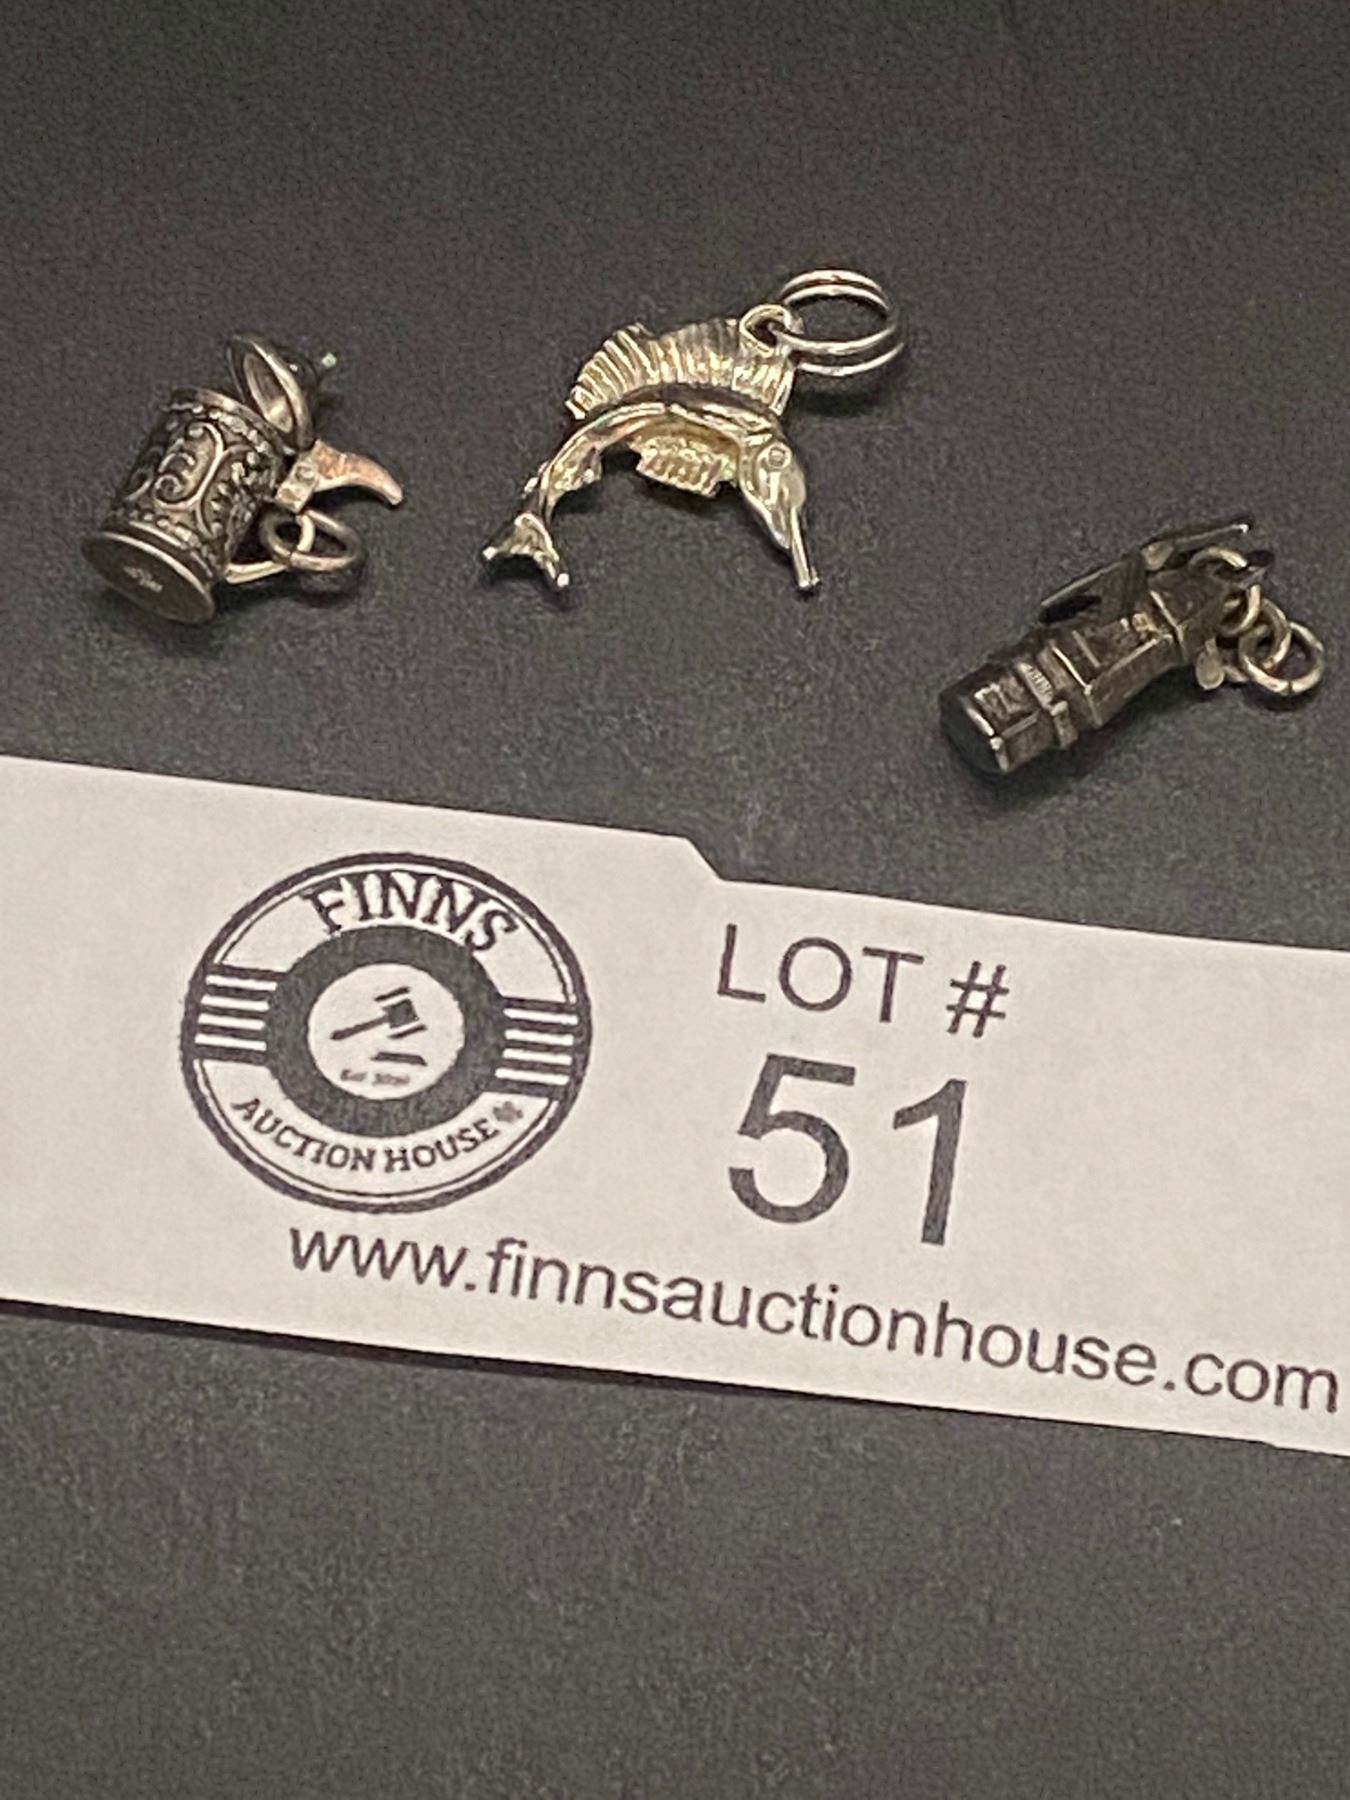 FINNS
AUCTION HOUSE
LOT #
51
www.finnsauctionhouse.com